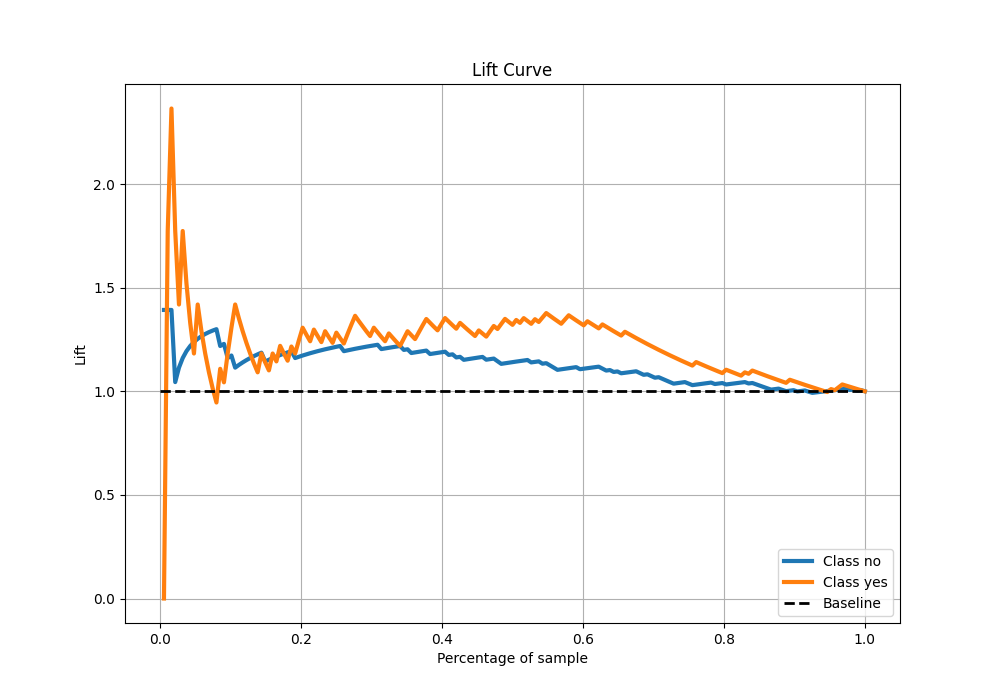 Lift Curve
Lift
2.0
1.5
1.0
0.5
0.0
0.0 0.2 0.4 0.6 0.8 1.0
Percentage of sample
Class no
Class yes
Baseline